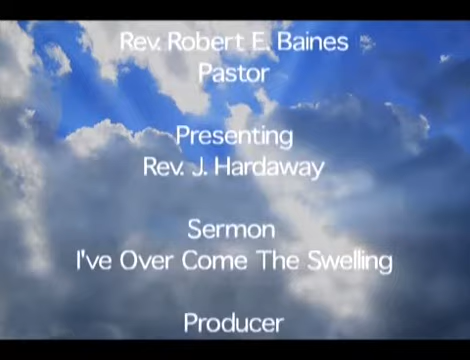 Rev. Robert E. Baines
Pastor
Presenting
Rev. J. Hardaway
Sermon
I've Over Come The Swelling
Producer